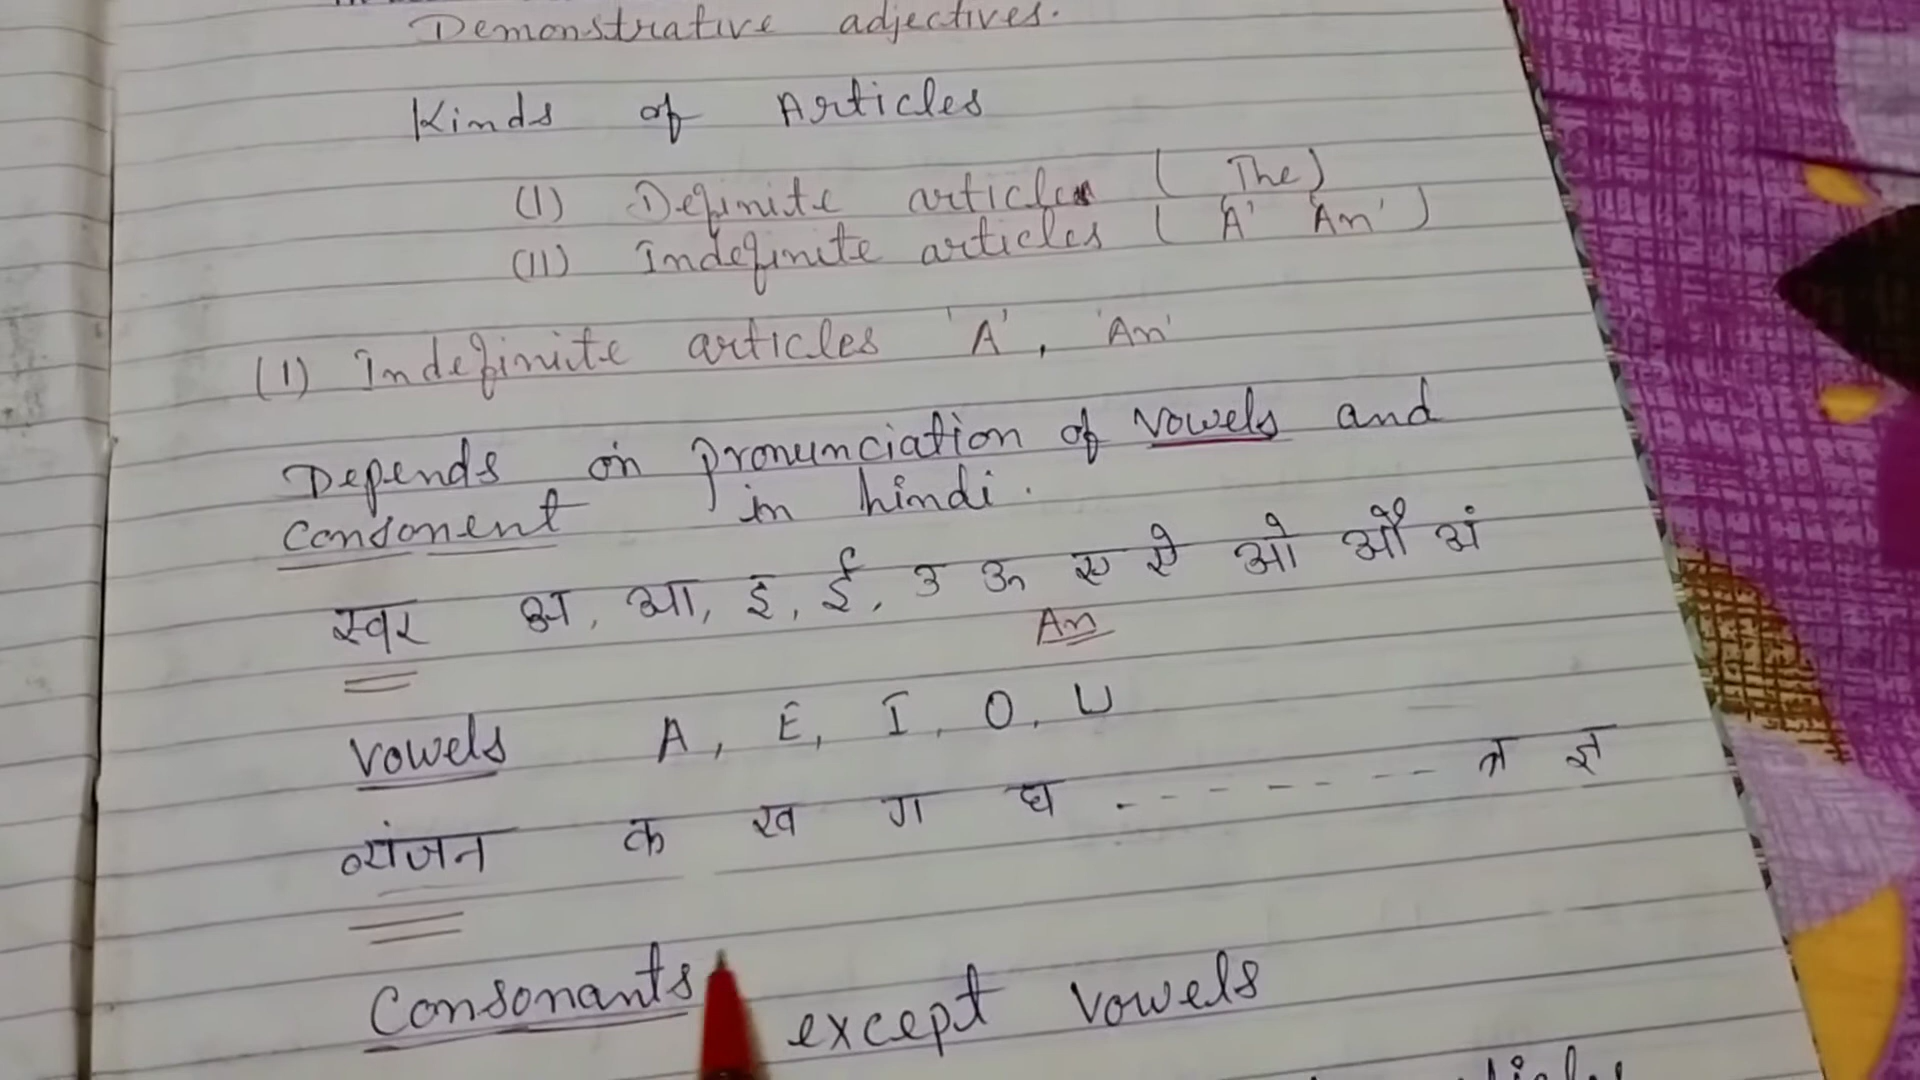 Demonstrative adjectives.
Kinds of Articles
(I) Definite articles ( 'The)
(II) Indefinite articles ( 'A' 'An' )
(1) Indefinite articles 'A', 'An'
Depends on pronunciation of vowels and
consonent in hindi.
स्वर अ, आ, इ, ई, उ ऊ ए ऐ ओ औ अं
An
vowels A, E, I, O, U
व्यंजन क ख ग घ - - - - - - - त्र ज्ञ
Consonants except vowels